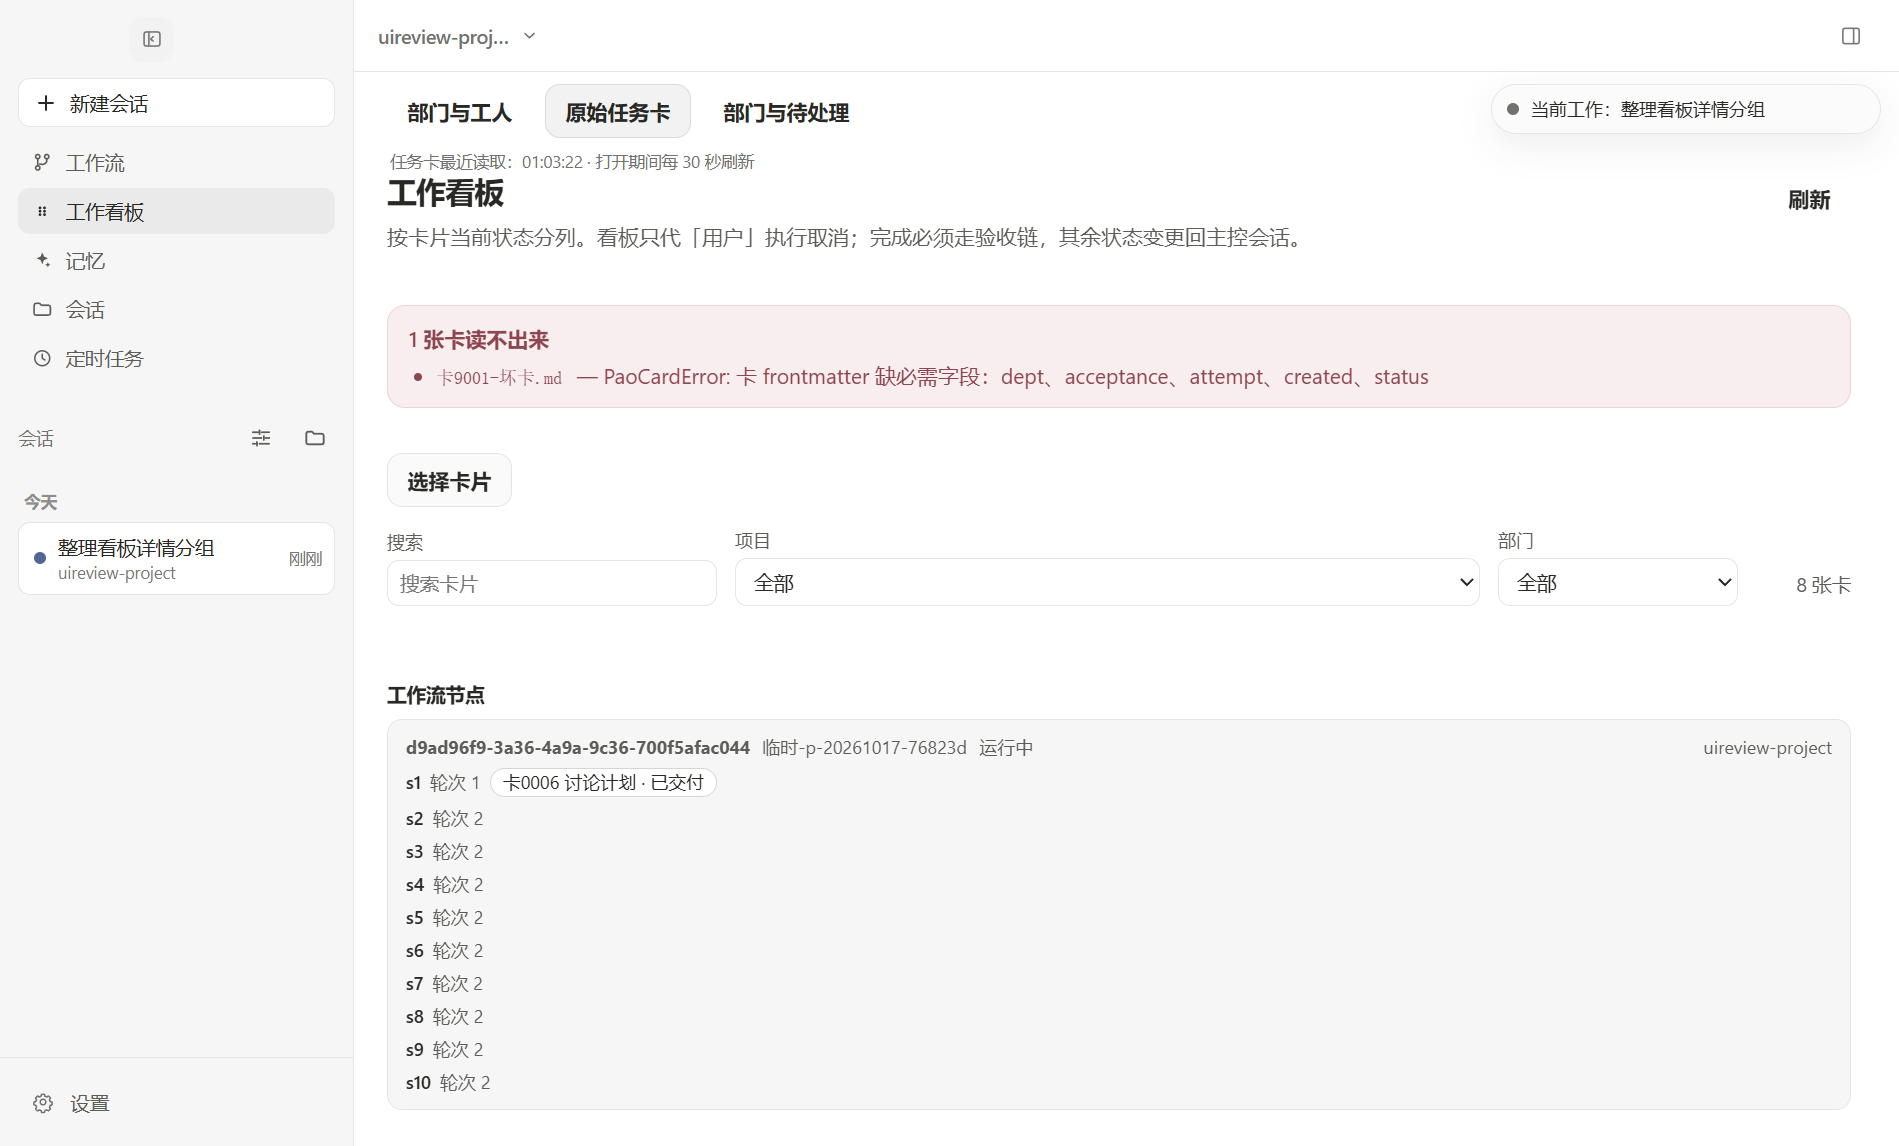 新建会话
工作流
工作看板
记忆
会话
定时任务
会话
今天
整理看板详情分组
uireview-project
刚刚
设置
uireview-proj...
部门与工人
原始任务卡
部门与待处理
当前工作：整理看板详情分组
任务卡最近读取：01:03:22 · 打开期间每 30 秒刷新
工作看板
刷新
按卡片当前状态分列。看板只代「用户」执行取消；完成必须走验收链，其余状态变更回主控会话。
1 张卡读不出来
卡9001-坏卡.md — PaoCardError: 卡 frontmatter 缺必需字段：dept、acceptance、attempt、created、status
选择卡片
搜索
搜索卡片
项目
全部
部门
全部
8 张卡
工作流节点
d9ad96f9-3a36-4a9a-9c36-700f5afac044 临时-p-20261017-76823d 运行中 uireview-project
s1 轮次 1 卡0006 讨论计划 · 已交付
s2 轮次 2
s3 轮次 2
s4 轮次 2
s5 轮次 2
s6 轮次 2
s7 轮次 2
s8 轮次 2
s9 轮次 2
s10 轮次 2